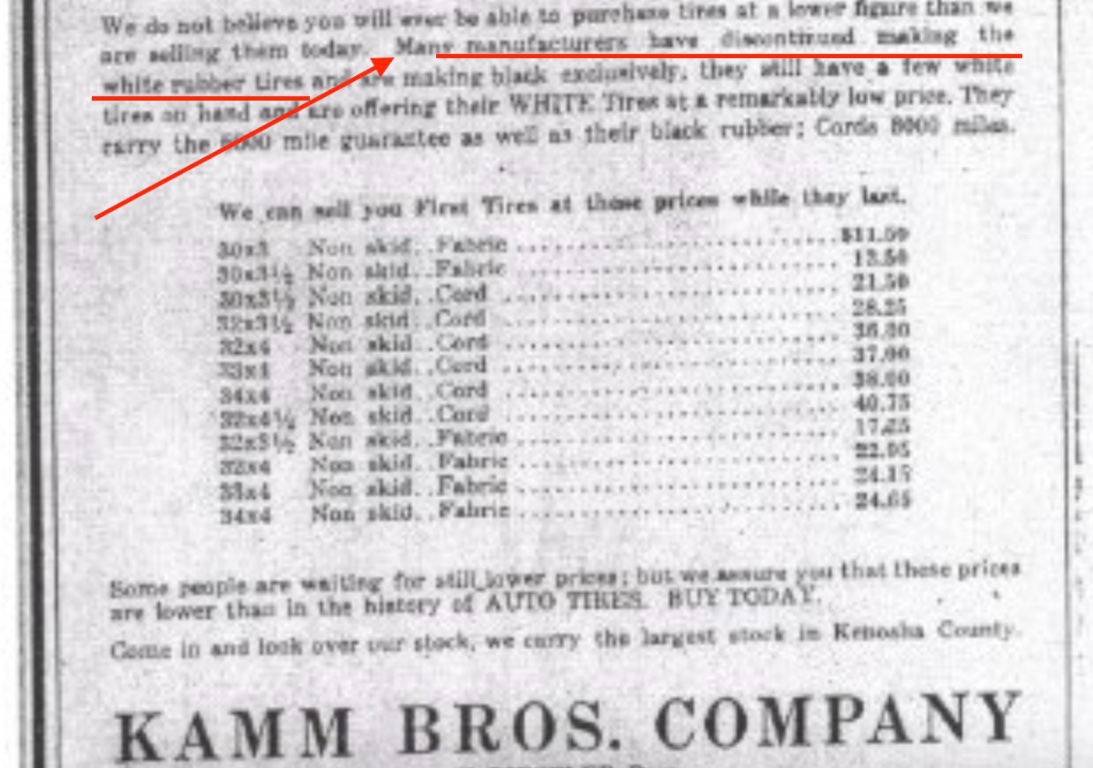 We do not believe you will ever be able to purchase tires at a lower figure than we
are selling them today. Many manufacturers have discontinued making the
white rubber tires and are making black exclusively, they still have a few white
tires on hand and are offering their WHITE Tires at a remarkably low price. They
carry the 6000 mile guarantee as well as their black rubber; Cords 8000 miles.
We can sell you First Tires at these prices while they last.
30x3 Non skid..Fabric $11.00
30x3½ Non skid..Fabric 13.50
30x3½ Non skid..Cord 21.50
32x3½ Non skid..Cord 28.25
32x4 Non skid..Cord
33x4 Non skid..Cord 37.00
34x4 Non skid..Cord 38.00
32x4½ Non skid..Cord 40.75
32x3½ Non skid..Fabric 17.25
32x4 Non skid..Fabric 22.95
33x4 Non skid..Fabric 24.15
34x4 Non skid..Fabric 24.65
Some people are waiting for still lower prices; but we assure you that these prices
are lower than in the history of AUTO TIRES. BUY TODAY.
Come in and look over our stock, we carry the largest stock in Kenosha County.
KAMM BROS. COMPANY